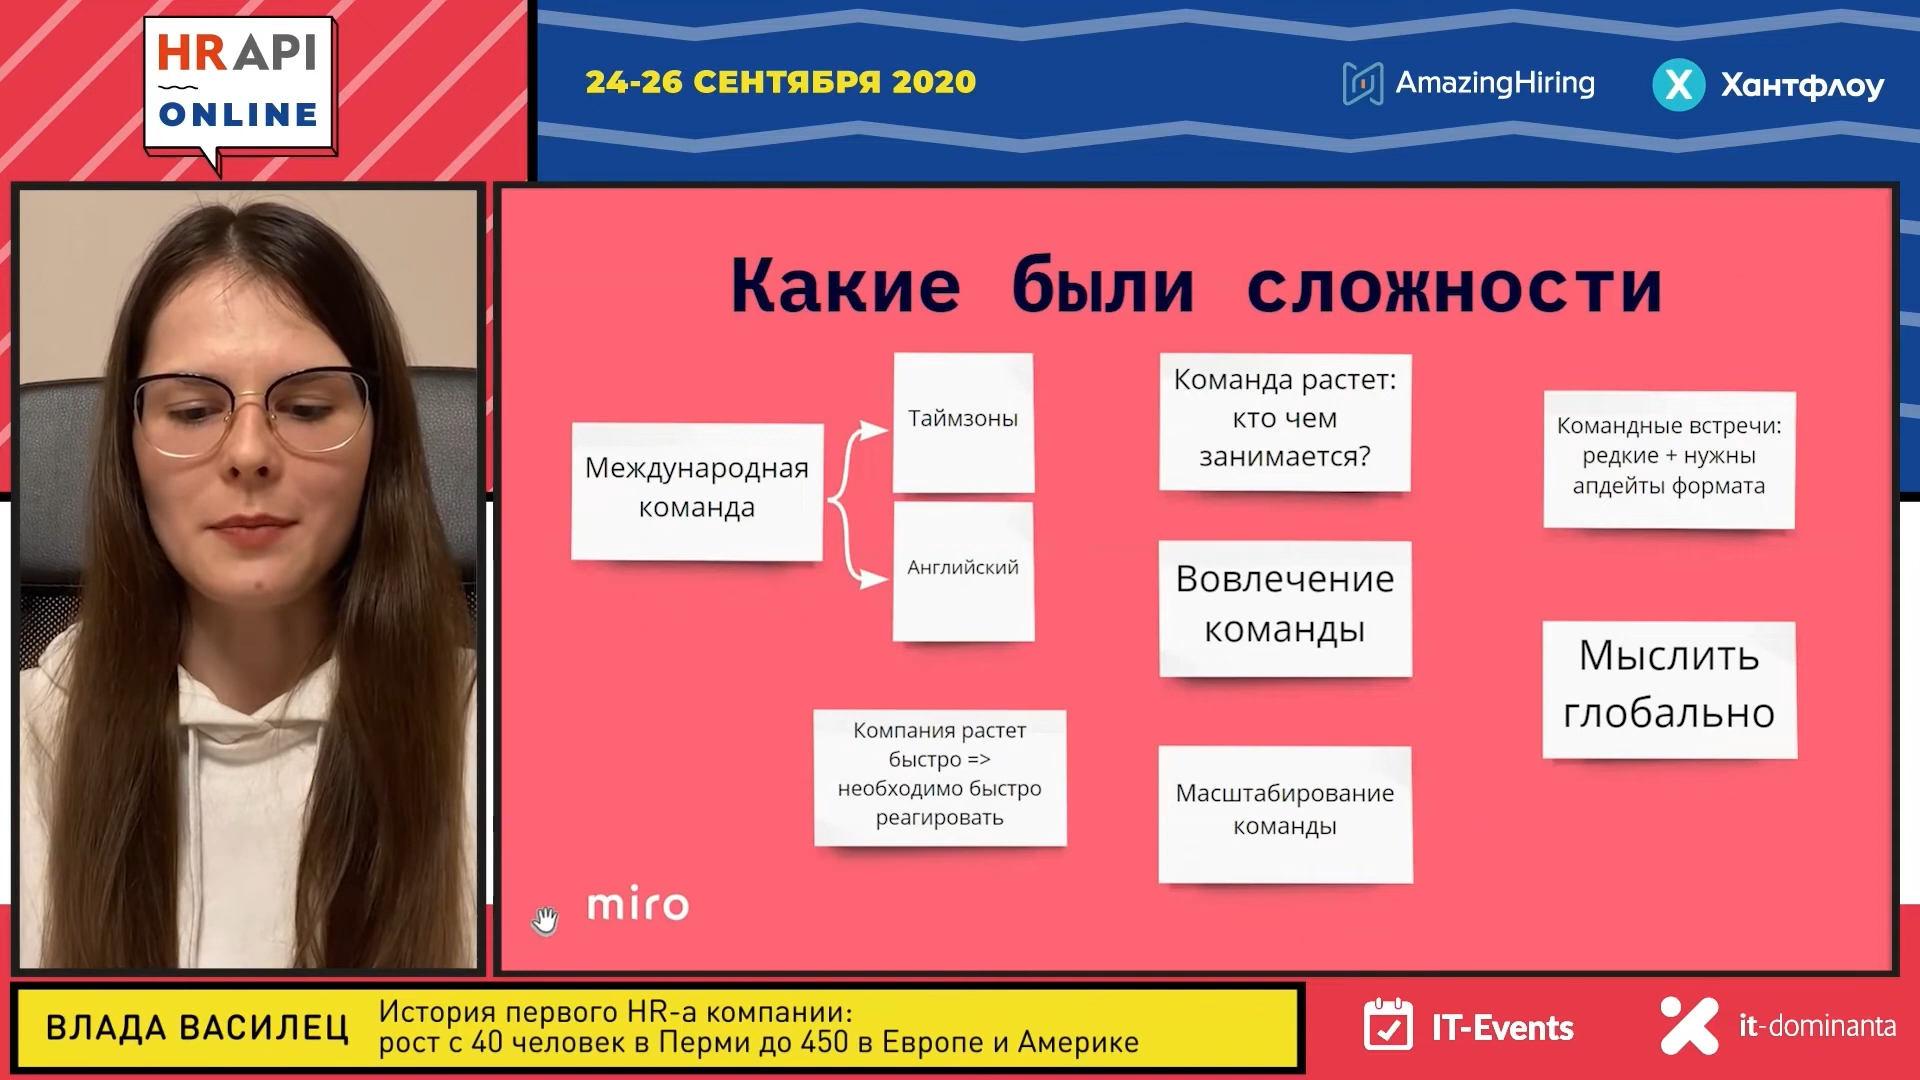 HR API
ONLINE
24-26 СЕНТЯБРЯ 2020
AmazingHiring
Хантфлоу
Какие были сложности
Международная
команда
Таймзоны
Английский
Компания растет
быстро =>
необходимо быстро
реагировать
Команда растет:
кто чем
занимается?
Вовлечение
команды
Масштабирование
команды
Командные встречи:
редкие + нужны
апдейты формата
Мыслить
глобально
miro
ВЛАДА ВАСИЛЕЦ
История первого HR-а компании:
рост с 40 человек в Перми до 450 в Европе и Америке
IT-Events
it-dominanta